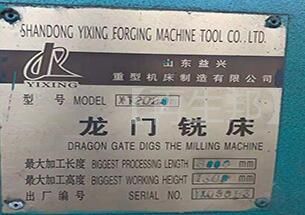 SHANDONG YIXING FORGING MACHINE TOOL CO., LTD.
YIXING
山东益兴
重型机床制造有限公司
型 号 MODEL
龙门铣床
DRAGON GATE DIGS THE MILLING MACHINE
最大加工长度 BIGGEST PROCESSING LENGTH mm
最大加工高度 BIGGEST WORKING HEIGHT mm
出厂编号 SERIAL NO.